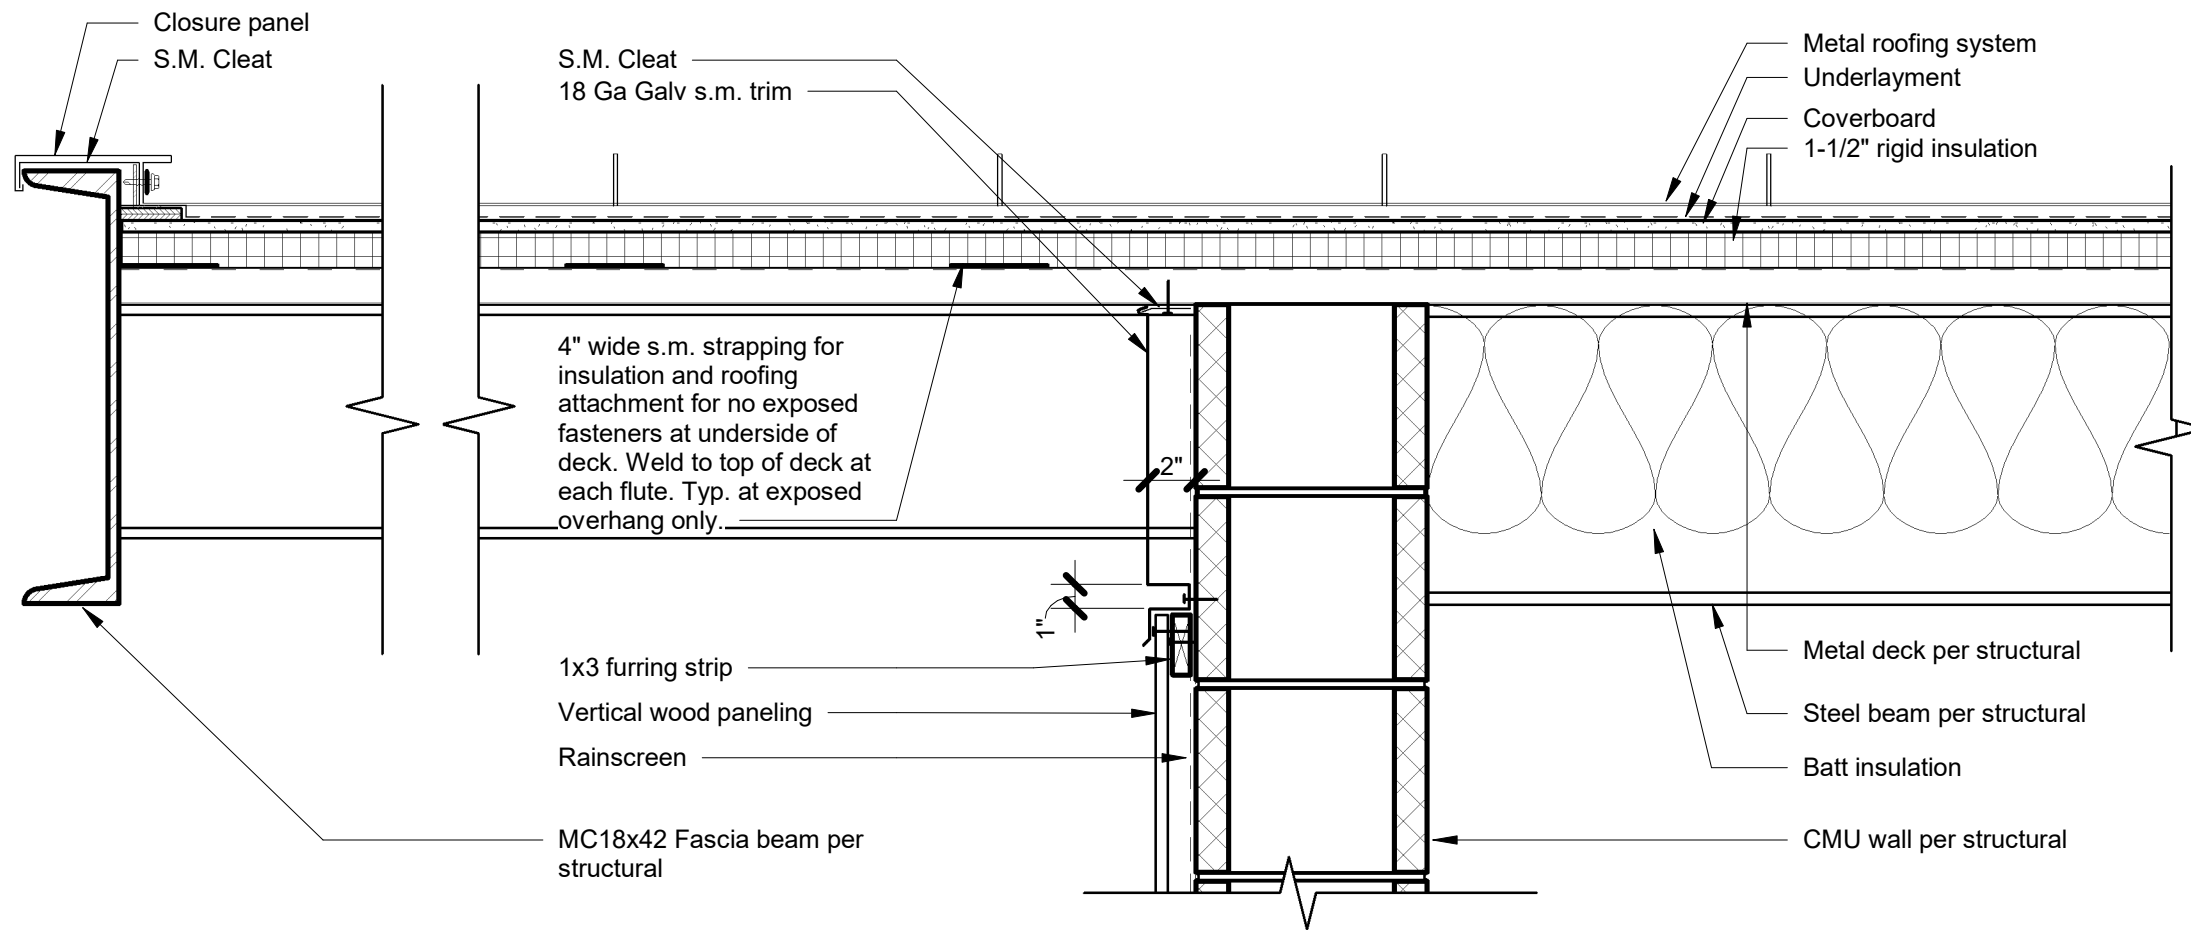 Closure panel
S.M. Cleat
S.M. Cleat
18 Ga Galv s.m. trim
Metal roofing system
Underlayment
Coverboard
1-1/2" rigid insulation
4" wide s.m. strapping for
insulation and roofing
attachment for no exposed
fasteners at underside of
deck. Weld to top of deck at
each flute. Typ. at exposed
overhang only.
2"
1"
1x3 furring strip
Vertical wood paneling
Rainscreen
MC18x42 Fascia beam per
structural
Metal deck per structural
Steel beam per structural
Batt insulation
CMU wall per structural